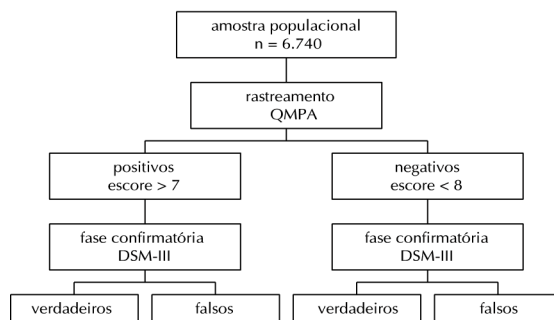 amostra populacional
n = 6.740
rastreamento
QMPA
positivos
escore > 7
negativos
escore < 8
fase confirmatória
DSM-III
fase confirmatória
DSM-III
verdadeiros
falsos
verdadeiros
falsos